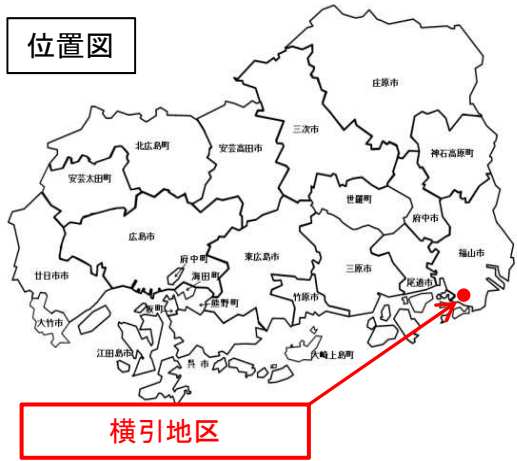 位置図
庄原市
三次市
北広島町
安芸高田市
神石高原町
安芸太田町
世羅町
府中市
広島市
東広島市
三原市
福山市
府中町
尾道市
廿日市市
海田町
竹原市
熊野町
坂町
大竹市
江田島市
呉市
大崎上島町
横引地区